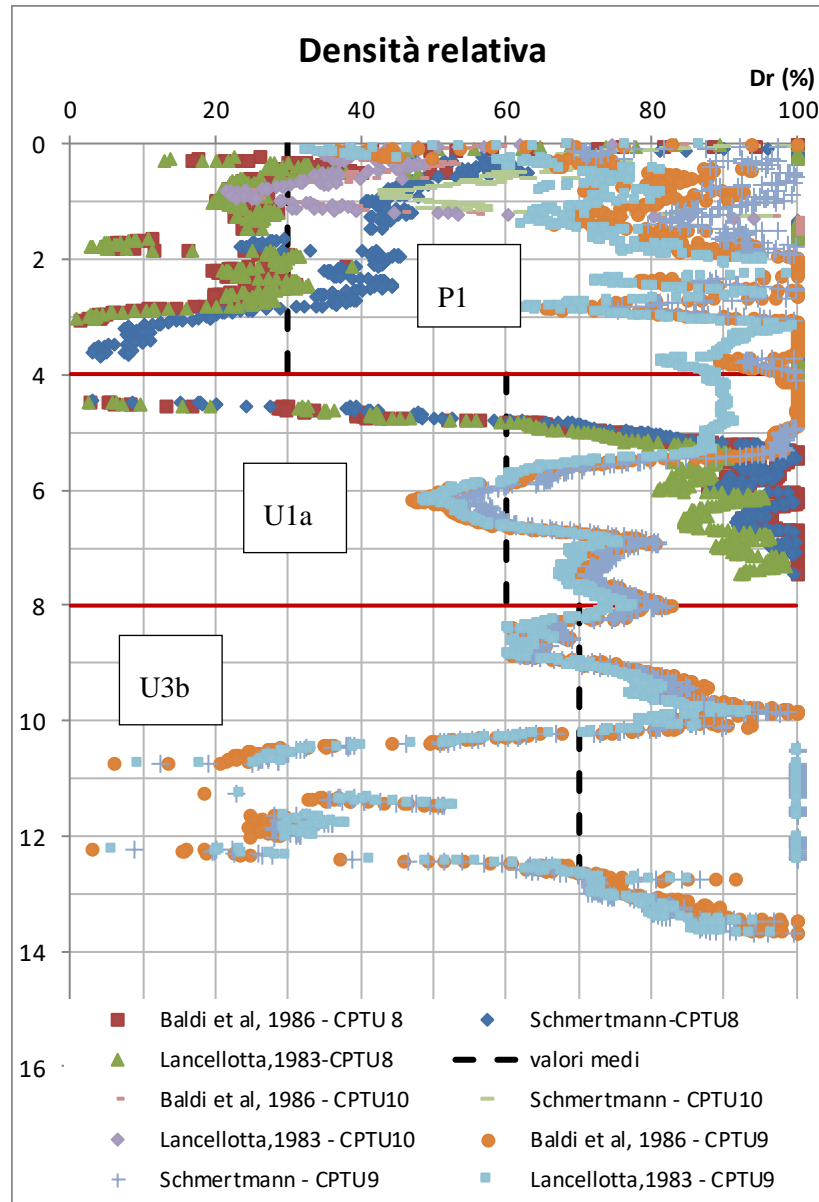 Densità relativa
Dr (%)
0 20 40 60 80 100
0
2
P1
4
6
U1a
8
U3b
10
12
14
16
Baldi et al, 1986 - CPTU 8
Schmertmann-CPTU8
Lancellotta,1983-CPTU8
valori medi
Baldi et al, 1986 - CPTU10
Schmertmann - CPTU10
Lancellotta,1983 - CPTU10
Baldi et al, 1986 - CPTU9
Schmertmann - CPTU9
Lancellotta,1983 - CPTU9